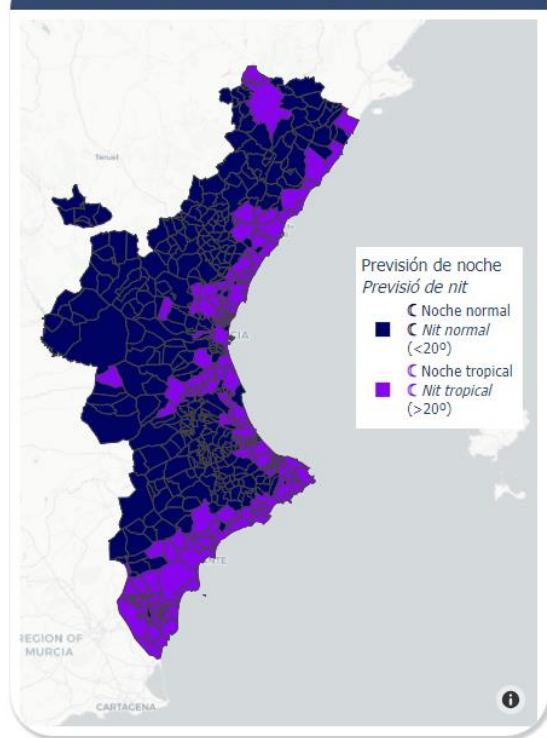 Teruel
Previsión de noche
Previsió de nit
Noche normal
Nit normal
(<20º)
Noche tropical
Nit tropical
(>20º)
REGION OF
MURCIA
CARTAGENA
i